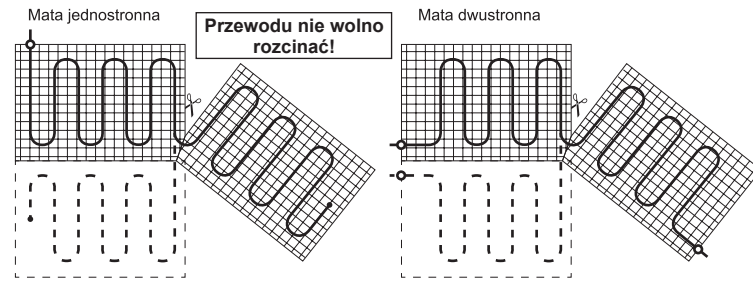 Mata jednostronna
Przewodu nie wolno
rozcinać!
Mata dwustronna